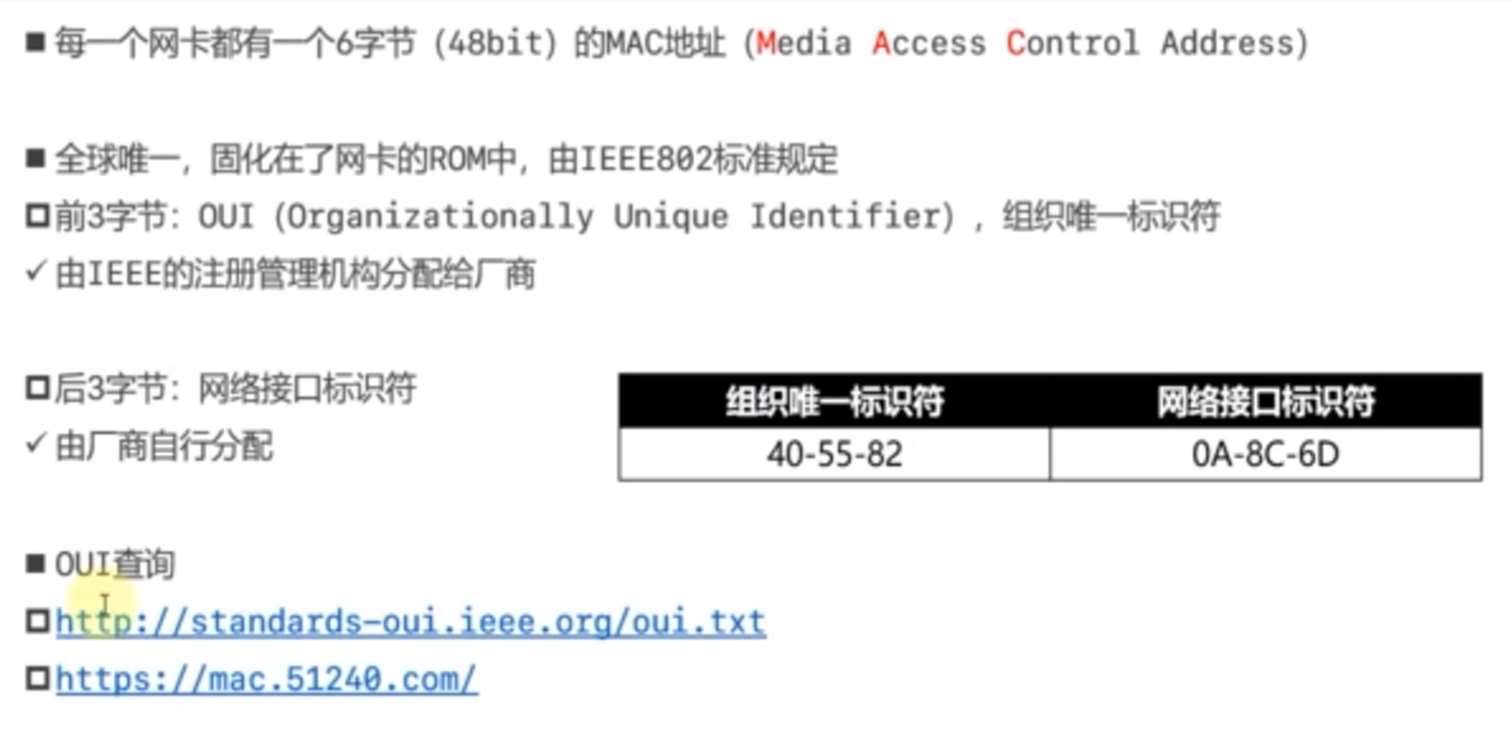 ■ 每一个网卡都有一个6字节（48bit）的MAC地址（Media Access Control Address)
■ 全球唯一，固化在了网卡的ROM中，由IEEE802标准规定
□前3字节：OUI（Organizationally Unique Identifier），组织唯一标识符
✓ 由IEEE的注册管理机构分配给厂商
□后3字节：网络接口标识符
✓ 由厂商自行分配
组织唯一标识符 网络接口标识符
40-55-82 0A-8C-6D
■ OUI查询
□http://standards-oui.ieee.org/oui.txt
□https://mac.51240.com/